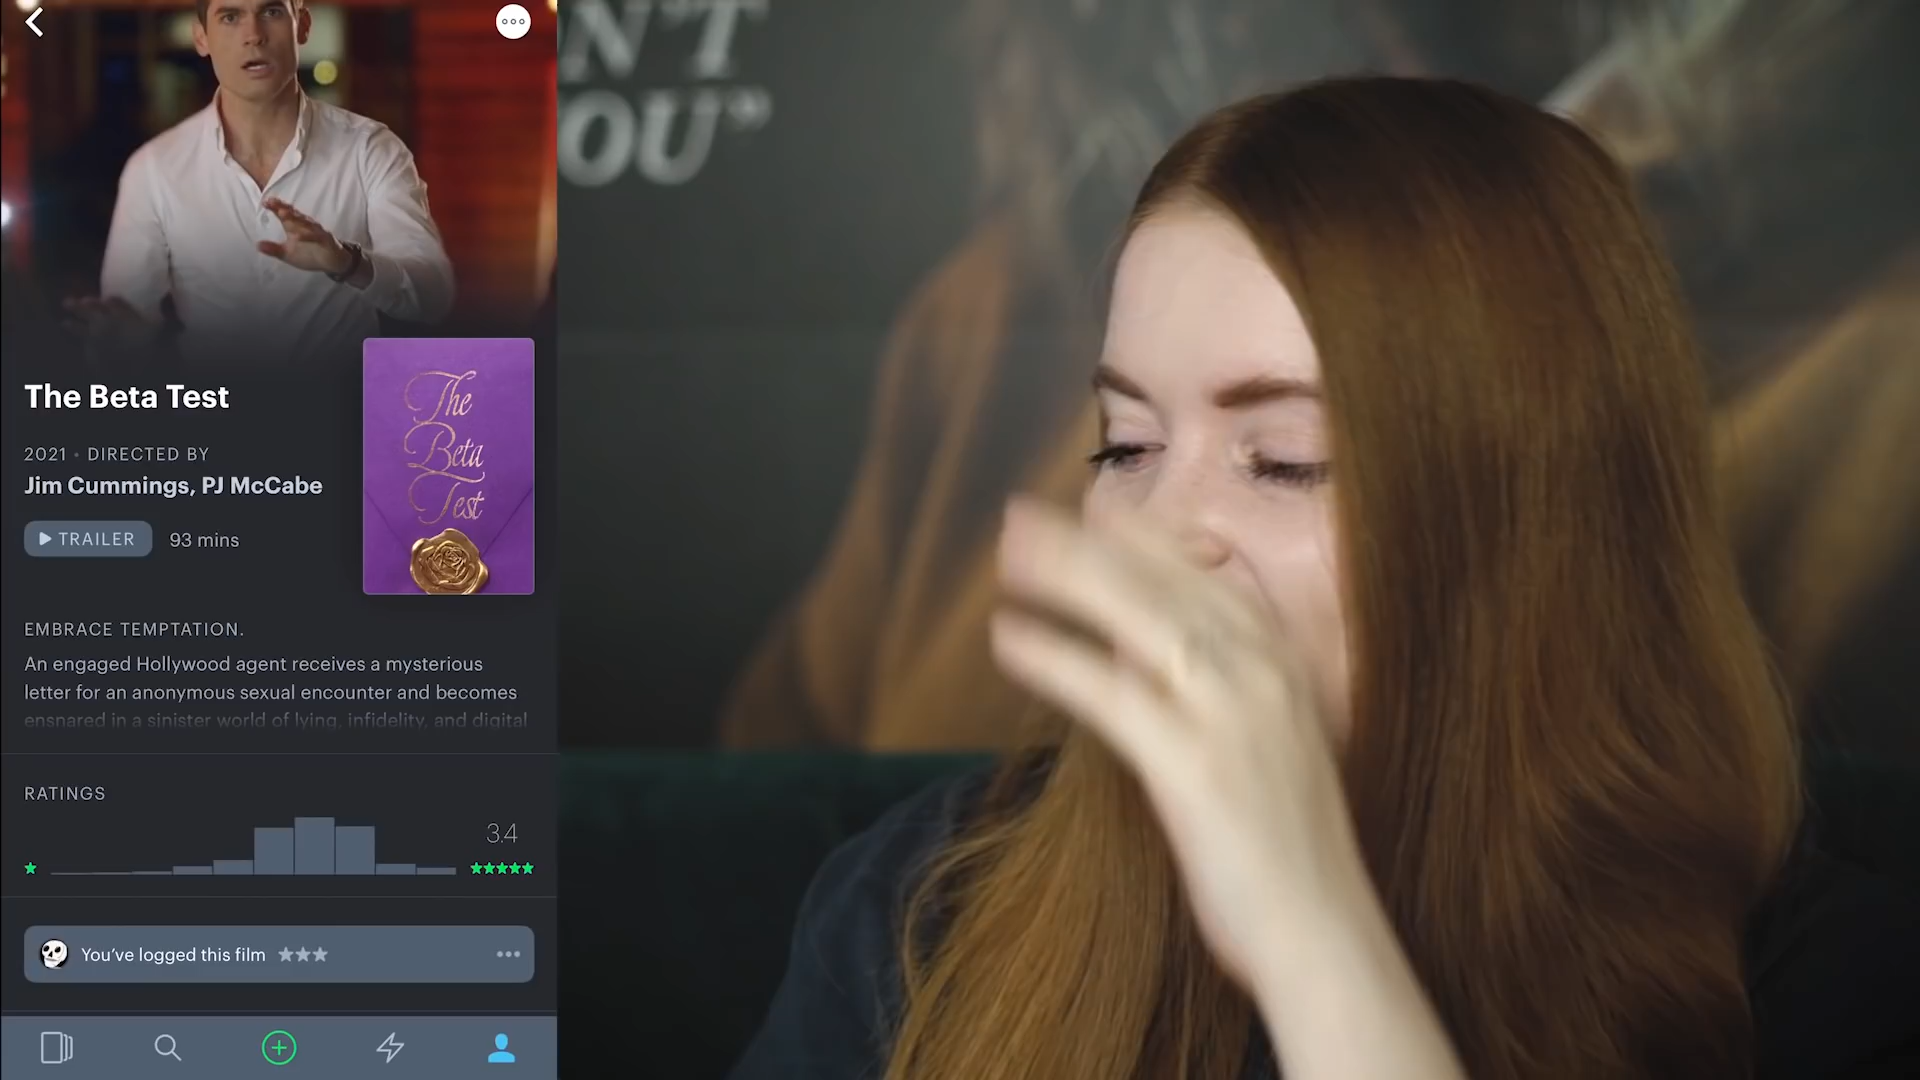 The Beta Test
2021 • DIRECTED BY
Jim Cummings, PJ McCabe
TRAILER 93 mins
The
Beta
Test
EMBRACE TEMPTATION.
An engaged Hollywood agent receives a mysterious
letter for an anonymous sexual encounter and becomes
ensnared in a sinister world of lying, infidelity, and digital
RATINGS
3.4
You’ve logged this film
N'T
OU”